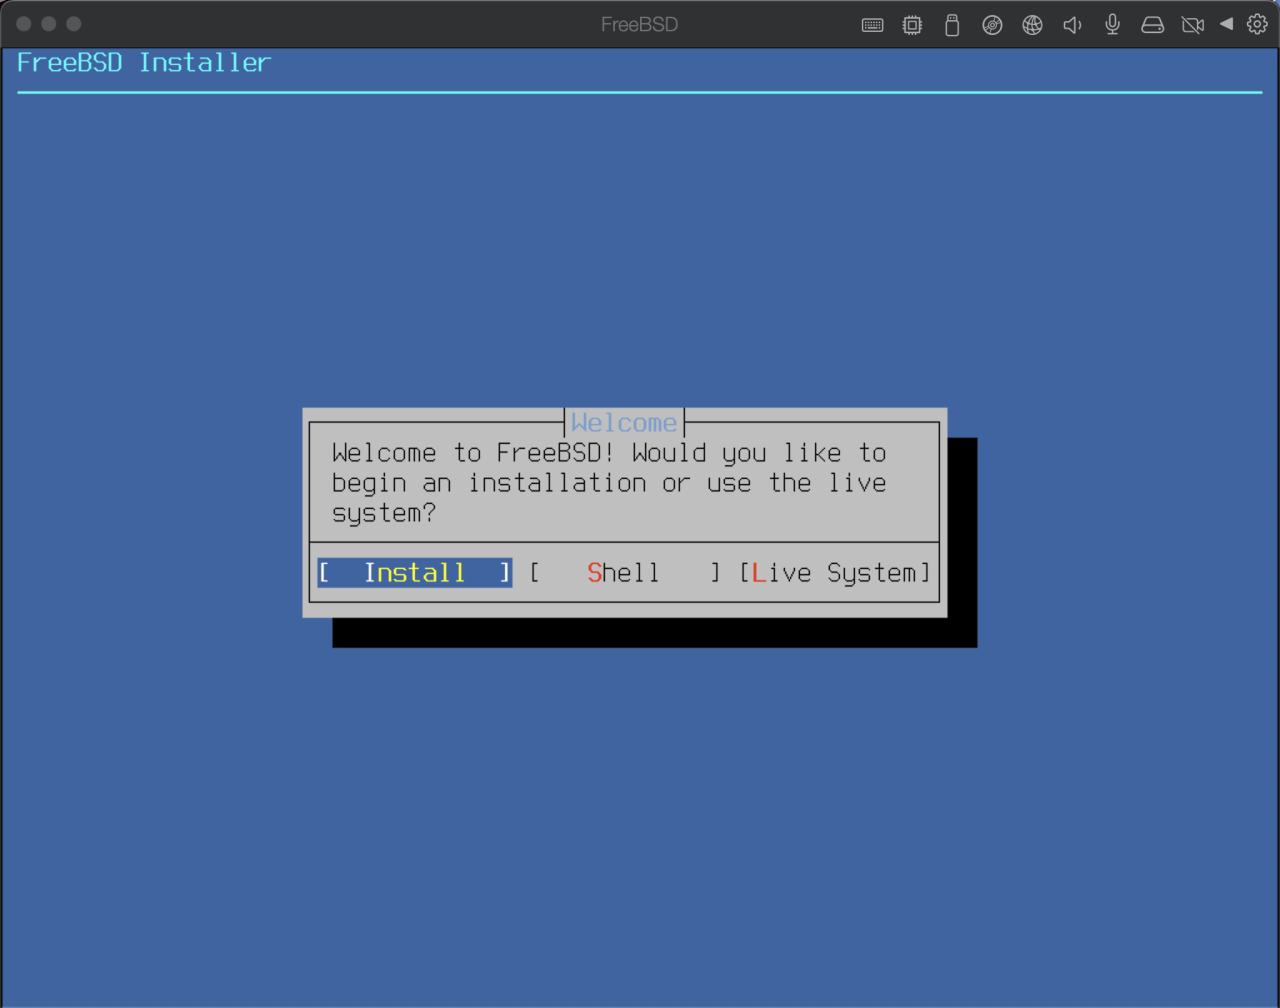 FreeBSD
FreeBSD Installer
Welcome
Welcome to FreeBSD! Would you like to
begin an installation or use the live
system?
[  Install  ] [   Shell   ] [Live System]